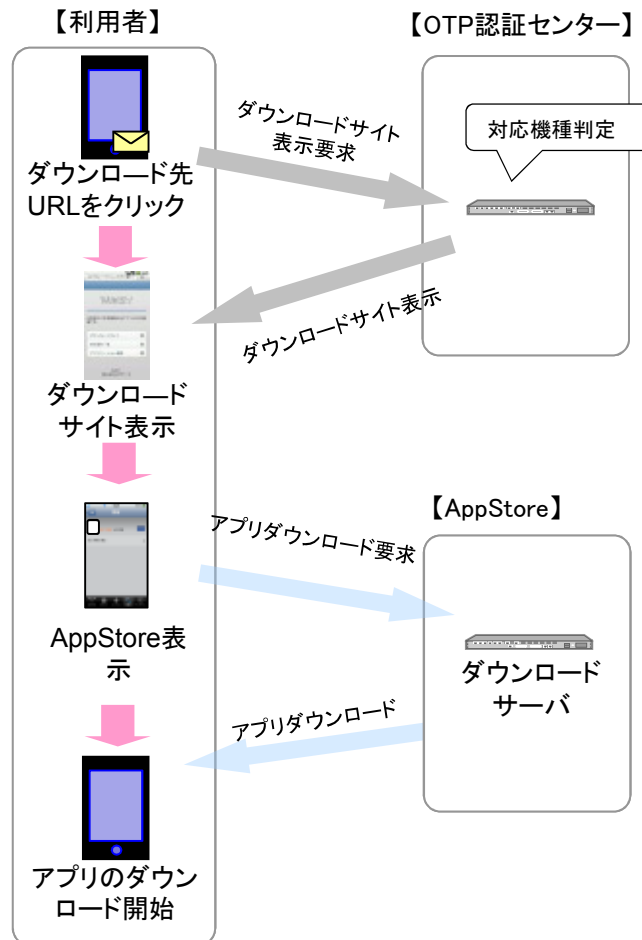 【利用者】
【OTP認証センター】
対応機種判定
ダウンロードサイト
表示要求
ダウンロード先
URLをクリック
ダウンロードサイト表示
ダウンロード
サイト表示
【AppStore】
アプリダウンロード要求
AppStore表
示
ダウンロード
サーバ
アプリダウンロード
アプリのダウン
ロード開始